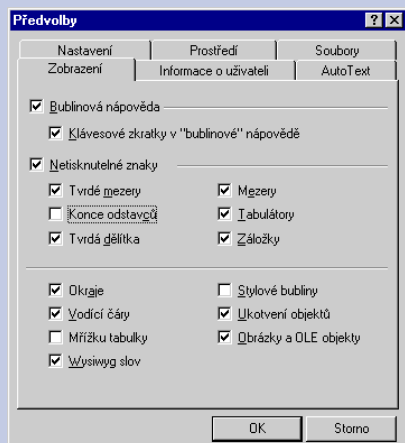 Předvolby
Nastavení Prostředí Soubory
Zobrazení Informace o uživateli AutoText
Bublinová nápověda
Klávesové zkratky v "bublinové" nápovědě
Netisknutelné znaky
Tvrdé mezery Mezery
Konce odstavců Tabulátory
Tvrdá dělítka Záložky
Okraje Stylové bubliny
Vodící čáry Ukotvení objektů
Mřížku tabulky Obrázky a OLE objekty
Wysiwyg slov
OK Storno